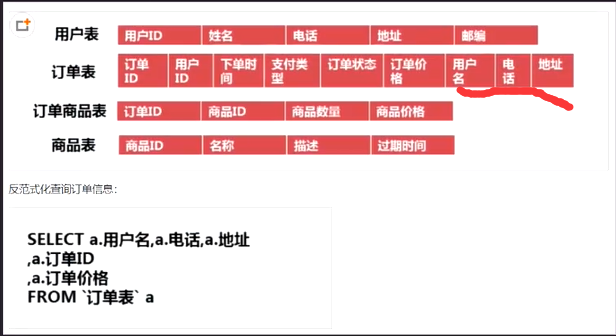 用户表 用户ID 姓名 电话 地址 邮编
订单表 订单ID 用户ID 下单时间 支付类型 订单状态 订单价格 用户名 电话 地址
订单商品表 订单ID 商品ID 商品数量 商品价格
商品表 商品ID 名称 描述 过期时间
反范式化查询订单信息：
SELECT a.用户名,a.电话,a.地址
,a.订单ID
,a.订单价格
FROM `订单表` a